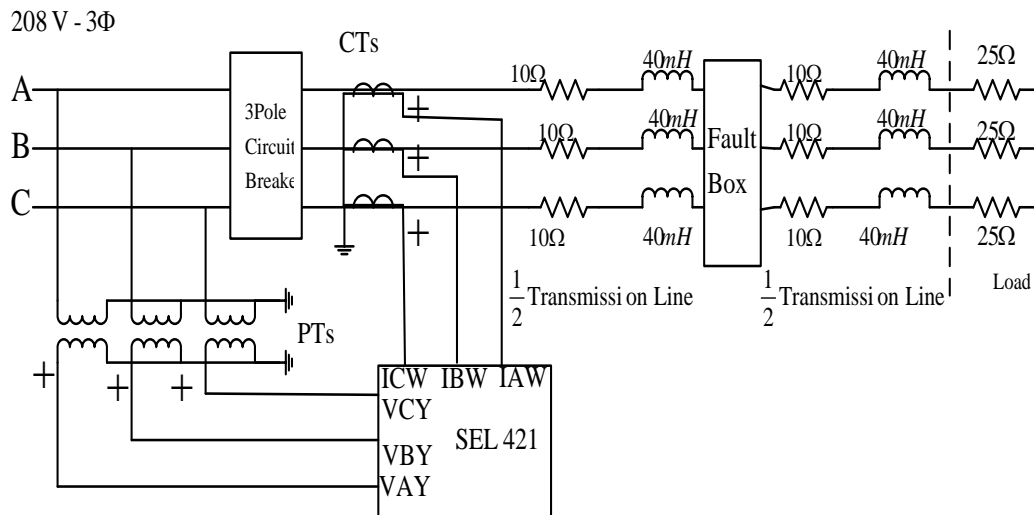 208 V - 3Φ
CTs
A
B
C
3Pole
Circuit
Breake
+
+
+
10Ω
40mH
10Ω
40mH
10Ω
40mH
Fault
Box
10Ω
40mH
10Ω
40mH
10Ω
40mH
25Ω
25Ω
25Ω
Load
1/2 Transmissi on Line
1/2 Transmissi on Line
PTs
+
+
+
ICW IBW IAW
VCY
SEL 421
VBY
VAY